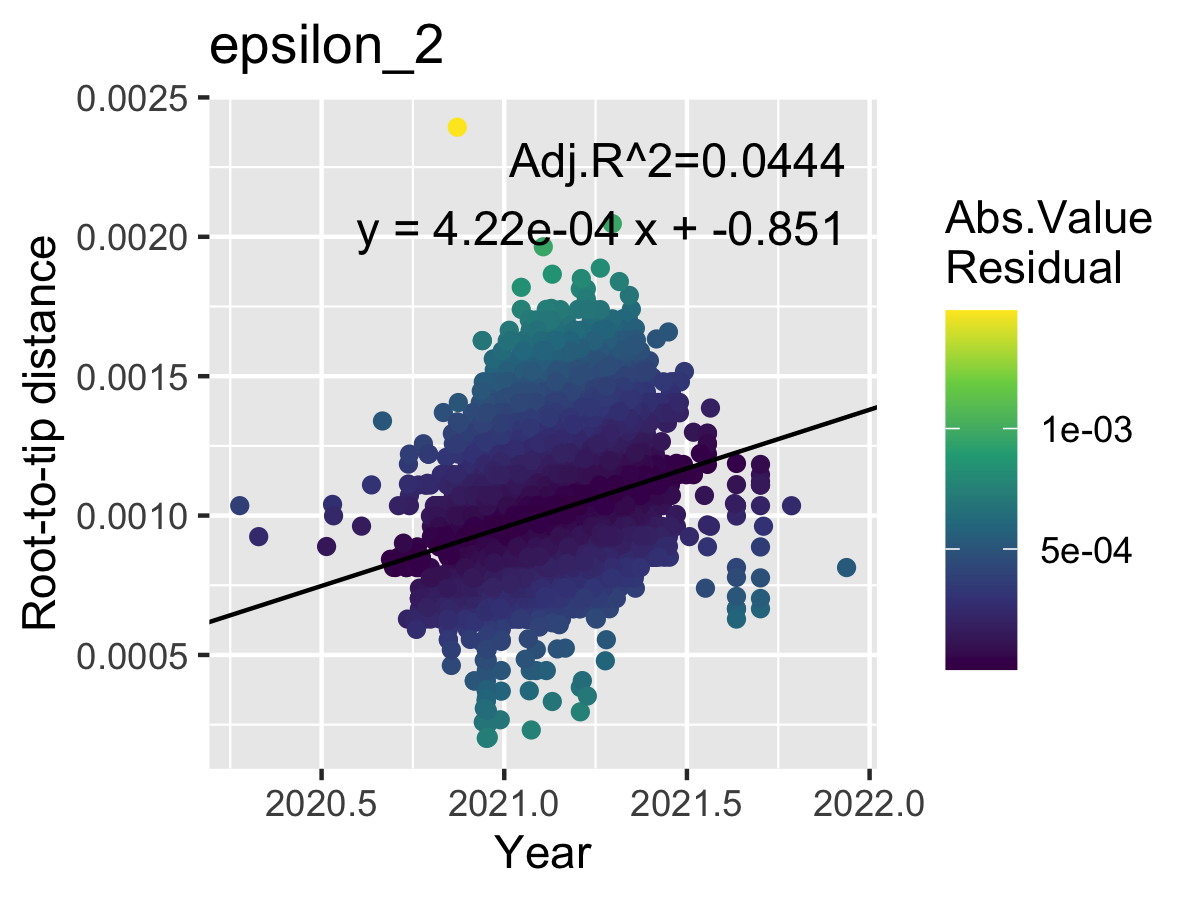 epsilon_2
0.0025
0.0020
0.0015
0.0010
0.0005
Root-to-tip distance
Adj.R^2=0.0444
y = 4.22e-04 x + -0.851
2020.5
2021.0
2021.5
2022.0
Year
Abs.Value
Residual
1e-03
5e-04